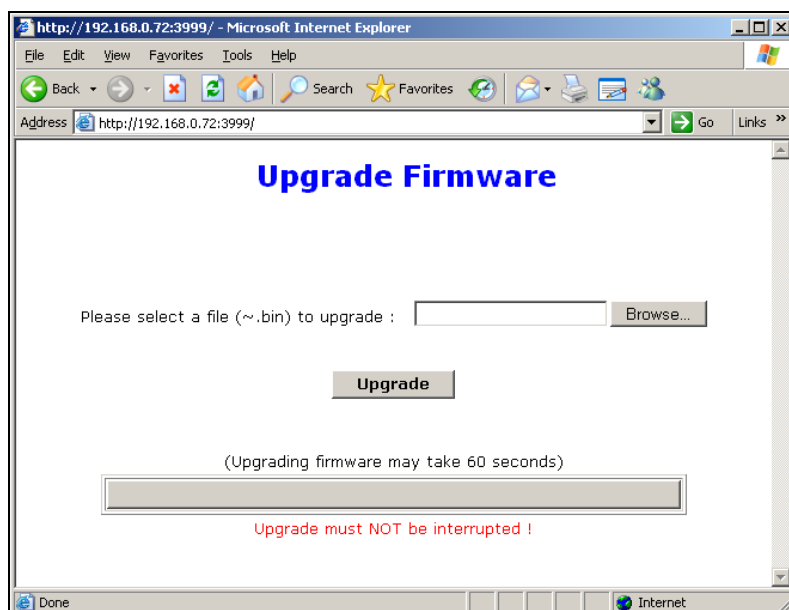 http://192.168.0.72:3999/ - Microsoft Internet Explorer
File Edit View Favorites Tools Help
Back Search Favorites
Address http://192.168.0.72:3999/ Go Links »
Upgrade Firmware
Please select a file (~.bin) to upgrade : Browse...
Upgrade
(Upgrading firmware may take 60 seconds)
Upgrade must NOT be interrupted !
Done Internet